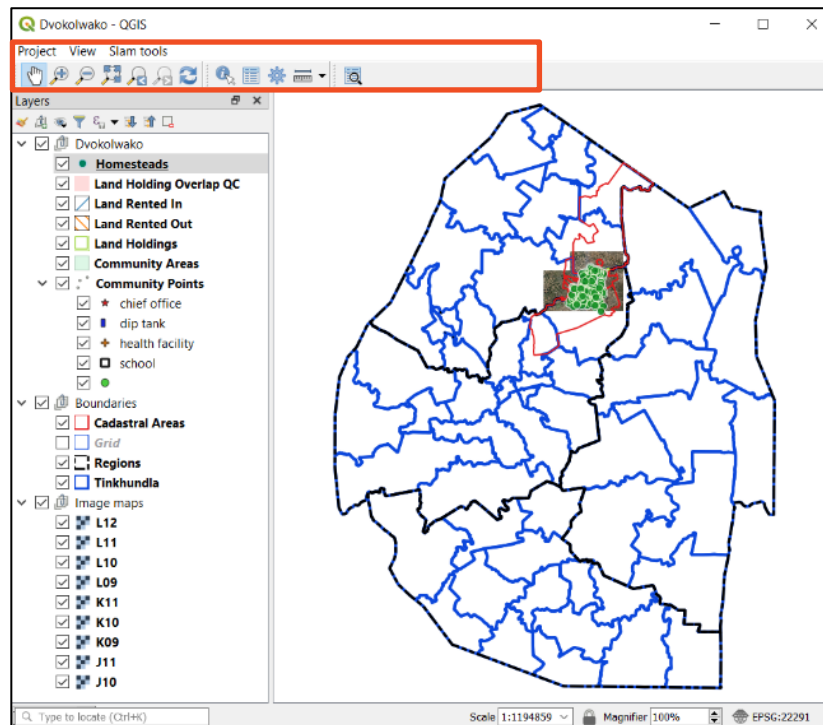 Dvokolwako - QGIS
Project View Slam tools
Layers
Dvokolwako
Homesteads
Land Holding Overlap QC
Land Rented In
Land Rented Out
Land Holdings
Community Areas
Community Points
chief office
dip tank
health facility
school
Boundaries
Cadastral Areas
Grid
Regions
Tinkhundla
Image maps
L12
L11
L10
L09
K11
K10
K09
J11
J10
Type to locate (Ctrl+K) Scale 1:1194859 Magnifier 100% EPSG:22291